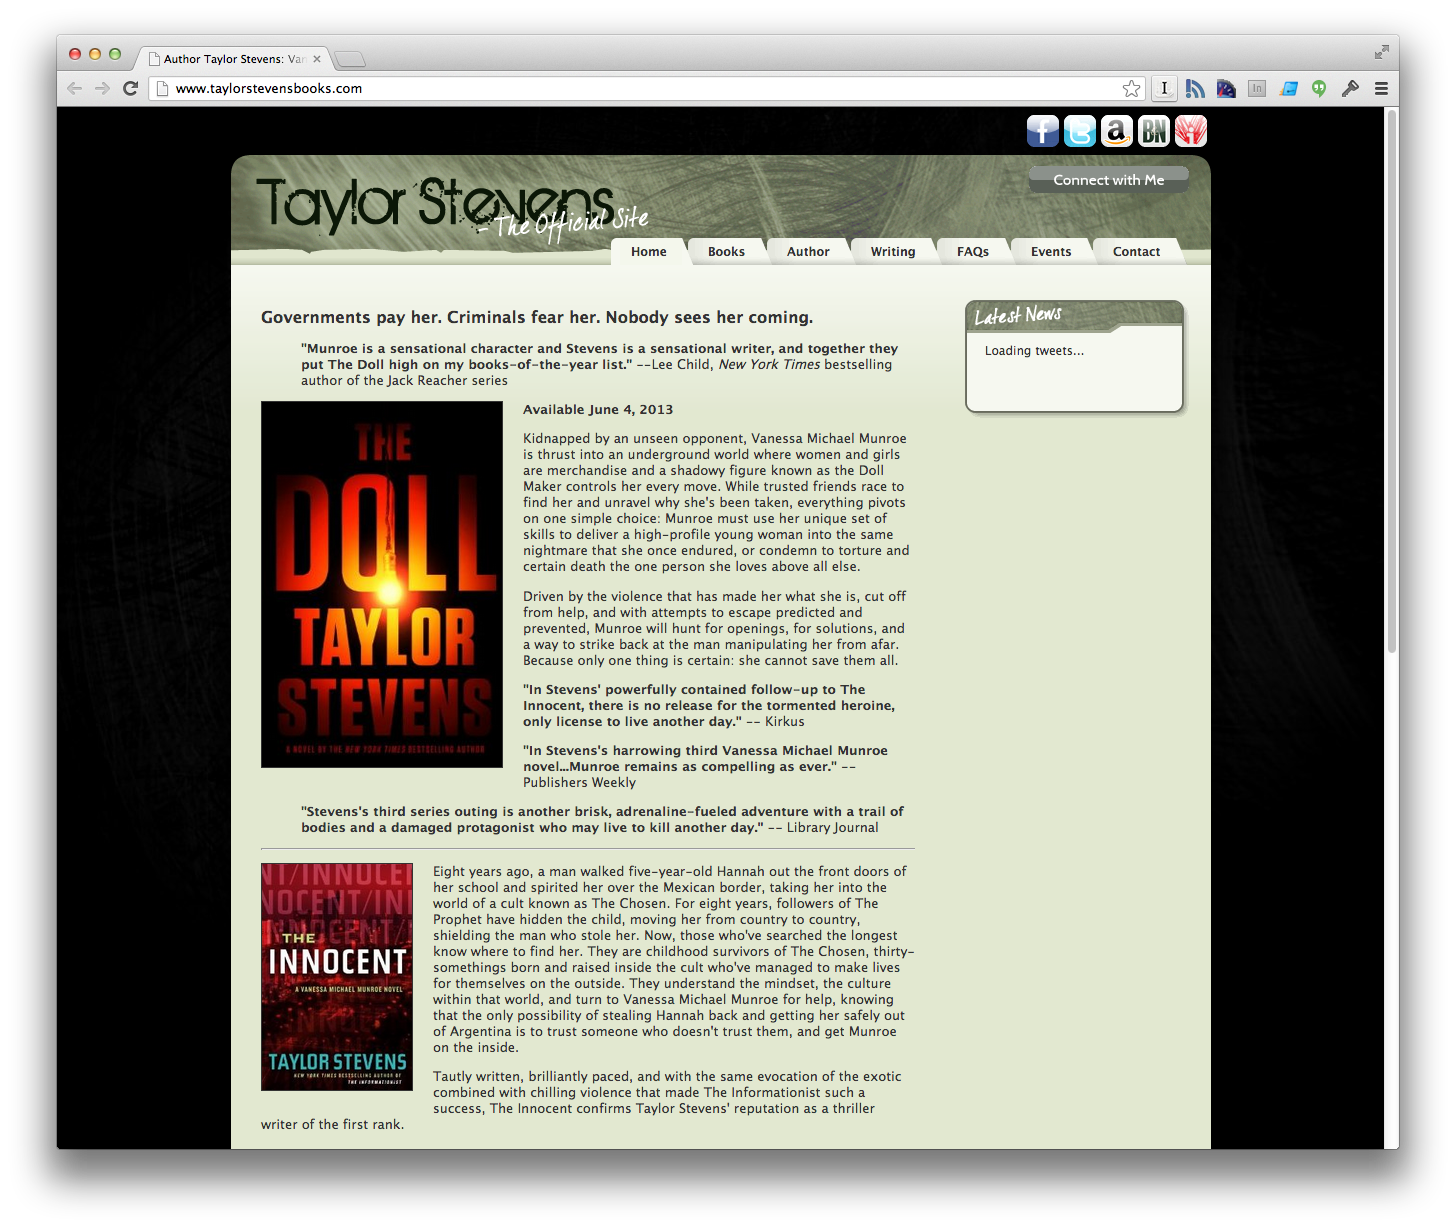 Author Taylor Stevens: Van
www.taylorstevensbooks.com
I
In
f
t
a
BN
Taylor Stevens
- The Official Site
Connect with Me
Home
Books
Author
Writing
FAQs
Events
Contact
Governments pay her. Criminals fear her. Nobody sees her coming.
"Munroe is a sensational character and Stevens is a sensational writer, and together they
put The Doll high on my books-of-the-year list." --Lee Child, New York Times bestselling
author of the Jack Reacher series
Latest News
Loading tweets...
THE
DOLL
TAYLOR
STEVENS
A NOVEL BY THE NEW YORK TIMES BESTSELLING AUTHOR
Available June 4, 2013
Kidnapped by an unseen opponent, Vanessa Michael Munroe
is thrust into an underground world where women and girls
are merchandise and a shadowy figure known as the Doll
Maker controls her every move. While trusted friends race to
find her and unravel why she's been taken, everything pivots
on one simple choice: Munroe must use her unique set of
skills to deliver a high-profile young woman into the same
nightmare that she once endured, or condemn to torture and
certain death the one person she loves above all else.
Driven by the violence that has made her what she is, cut off
from help, and with attempts to escape predicted and
prevented, Munroe will hunt for openings, for solutions, and
a way to strike back at the man manipulating her from afar.
Because only one thing is certain: she cannot save them all.
"In Stevens' powerfully contained follow-up to The
Innocent, there is no release for the tormented heroine,
only license to live another day." -- Kirkus
"In Stevens's harrowing third Vanessa Michael Munroe
novel...Munroe remains as compelling as ever." --
Publishers Weekly
"Stevens's third series outing is another brisk, adrenaline-fueled adventure with a trail of
bodies and a damaged protagonist who may live to kill another day." -- Library Journal
NT/INNOCEN
NOCENT/INI
NNOCENT/I
THE
INNOCENT
A VANESSA MICHAEL MUNROE NOVEL
TAYLOR STEVENS
NEW YORK TIMES BESTSELLING AUTHOR OF
THE INFORMATIONIST
Eight years ago, a man walked five-year-old Hannah out the front doors of
her school and spirited her over the Mexican border, taking her into the
world of a cult known as The Chosen. For eight years, followers of The
Prophet have hidden the child, moving her from country to country,
shielding the man who stole her. Now, those who've searched the longest
know where to find her. They are childhood survivors of The Chosen, thirty-
somethings born and raised inside the cult who've managed to make lives
for themselves on the outside. They understand the mindset, the culture
within that world, and turn to Vanessa Michael Munroe for help, knowing
that the only possibility of stealing Hannah back and getting her safely out
of Argentina is to trust someone who doesn't trust them, and get Munroe
on the inside.
Tautly written, brilliantly paced, and with the same evocation of the exotic
combined with chilling violence that made The Informationist such a
success, The Innocent confirms Taylor Stevens' reputation as a thriller
writer of the first rank.